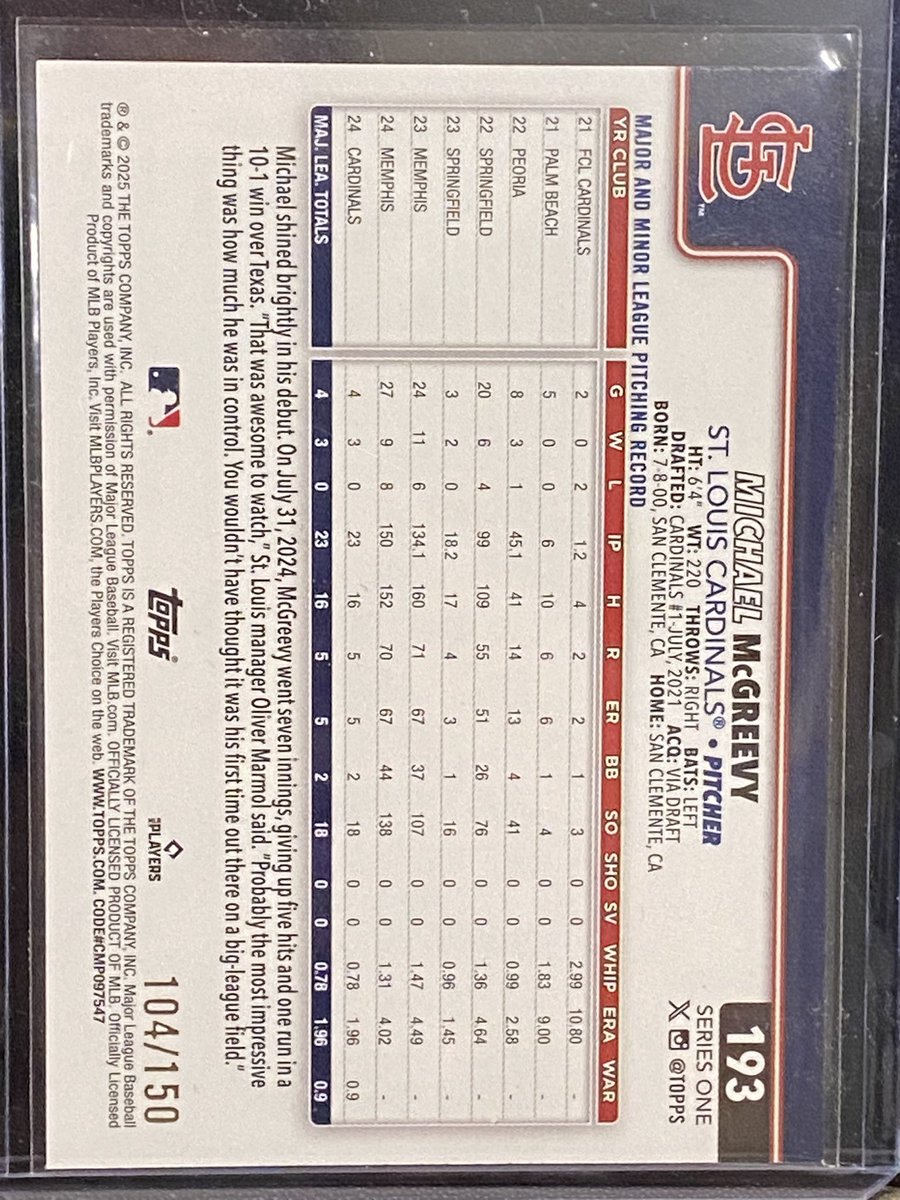 193
SERIES ONE
@TOPPS
MICHAEL McGREEVY
ST. LOUIS CARDINALS® • PITCHER
HT: 6'4" WT: 220 THROWS: RIGHT BATS: LEFT
DRAFTED: CARDINALS #1-JULY, 2021 ACQ: VIA DRAFT
BORN: 7-8-00, SAN CLEMENTE, CA HOME: SAN CLEMENTE, CA
STL ™
MAJOR AND MINOR LEAGUE PITCHING RECORD
YR CLUB G W L IP H R ER BB SO SHO SV WHIP ERA WAR
21 FCL CARDINALS 2 0 2 1.2 4 2 2 1 3 0 0 2.99 10.80 -
21 PALM BEACH 5 0 0 6 10 6 6 1 4 0 0 1.83 9.00 -
22 PEORIA 8 3 1 45.1 41 14 13 4 41 0 0 0.99 2.58 -
22 SPRINGFIELD 20 6 4 99 109 55 51 26 76 0 0 1.36 4.64 -
23 SPRINGFIELD 3 2 0 18.2 17 4 3 1 16 0 0 0.96 1.45 -
23 MEMPHIS 24 11 6 134.1 160 71 67 37 107 0 0 1.47 4.49 -
24 MEMPHIS 27 9 8 150 152 70 67 44 138 0 0 1.31 4.02 -
24 CARDINALS 4 3 0 23 16 5 5 2 18 0 0 0.78 1.96 0.9
MAJ. LEA. TOTALS 4 3 0 23 16 5 5 2 18 0 0 0.78 1.96 0.9
Michael shined brightly in his debut. On July 31, 2024, McGreevy went seven innings, giving up five hits and one run in a
10-1 win over Texas. "That was awesome to watch," St. Louis manager Oliver Marmol said. "Probably the most impressive
thing was how much he was in control. You wouldn't have thought it was his first time out there on a big-league field."
topps®
PLAYERS
104/150
® & © 2025 THE TOPPS COMPANY, INC. ALL RIGHTS RESERVED. TOPPS IS A REGISTERED TRADEMARK OF THE TOPPS COMPANY, INC. Major League Baseball
trademarks and copyrights are used with permission of Major League Baseball. Visit MLB.com. OFFICIALLY LICENSED PRODUCT OF MLB. Officially Licensed
Product of MLB Players, Inc. Visit MLBPLAYERS.COM, the Players Choice on the web. WWW.TOPPS.COM. CODE#CMP097547